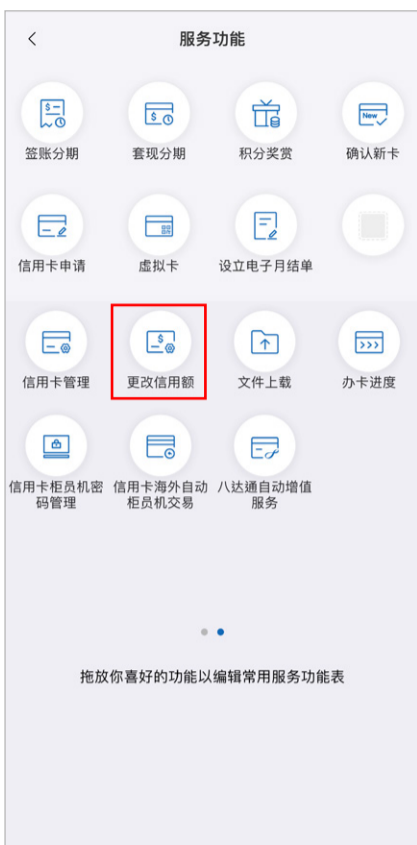 服务功能
签账分期
套现分期
积分奖赏
New
确认新卡
信用卡申请
虚拟卡
设立电子月结单
信用卡管理
更改信用额
文件上载
办卡进度
信用卡柜员机密
码管理
信用卡海外自动
柜员机交易
八达通自动增值
服务
拖放你喜好的功能以编辑常用服务功能表